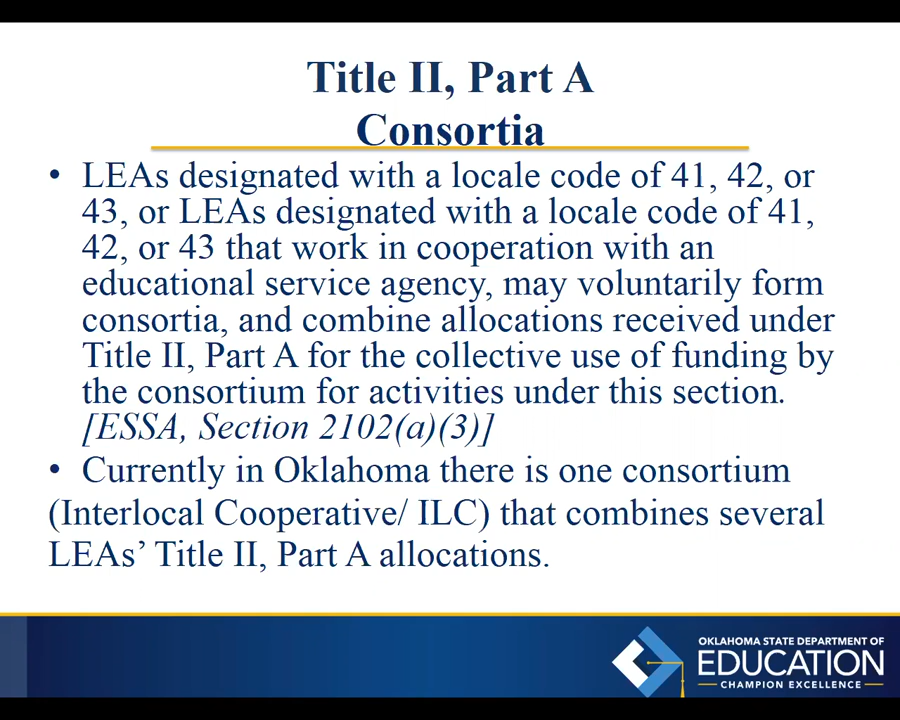 Title II, Part A
Consortia
• LEAs designated with a locale code of 41, 42, or
43, or LEAs designated with a locale code of 41,
42, or 43 that work in cooperation with an
educational service agency, may voluntarily form
consortia, and combine allocations received under
Title II, Part A for the collective use of funding by
the consortium for activities under this section.
[ESSA, Section 2102(a)(3)]
• Currently in Oklahoma there is one consortium
(Interlocal Cooperative/ ILC) that combines several
LEAs’ Title II, Part A allocations.
OKLAHOMA STATE DEPARTMENT OF
EDUCATION
CHAMPION EXCELLENCE